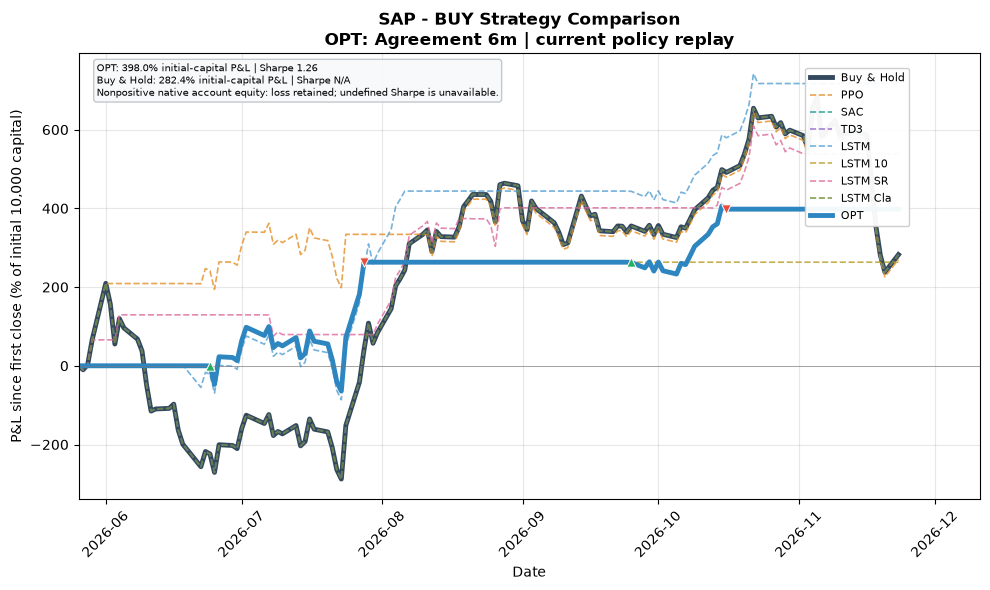 SAP - BUY Strategy Comparison
OPT: Agreement 6m | current policy replay
OPT: 398.0% initial-capital P&L | Sharpe 1.26
Buy & Hold: 282.4% initial-capital P&L | Sharpe N/A
Nonpositive native account equity: loss retained; undefined Sharpe is unavailable.
Buy & Hold
PPO
SAC
TD3
LSTM
LSTM 10
LSTM SR
LSTM Cla
OPT
P&L since first close (% of initial 10,000 capital)
600
400
200
0
−200
2026-06
2026-07
2026-08
2026-09
2026-10
2026-11
2026-12
Date